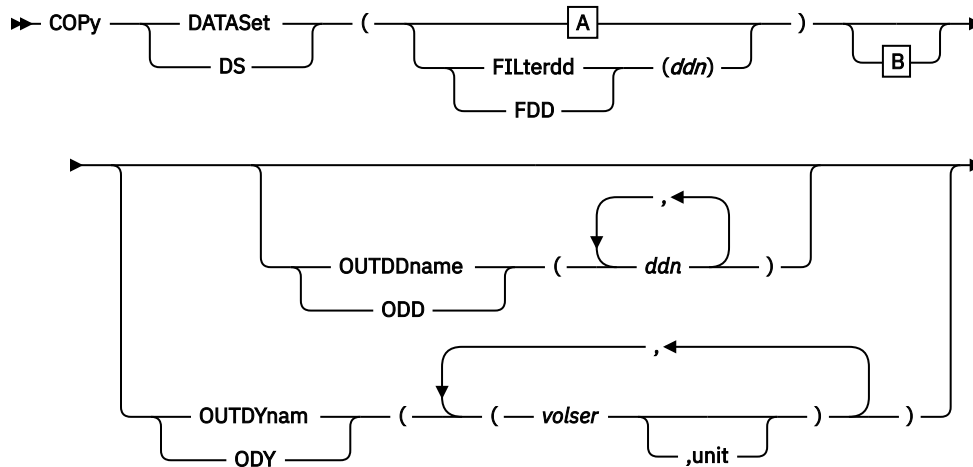 COPy DATASet ( A ) 
DS FILterdd (ddn) B
FDD
,
OUTDDname ( ddn )
ODD
,
OUTDYnam ( ( volser ) )
ODY ,unit